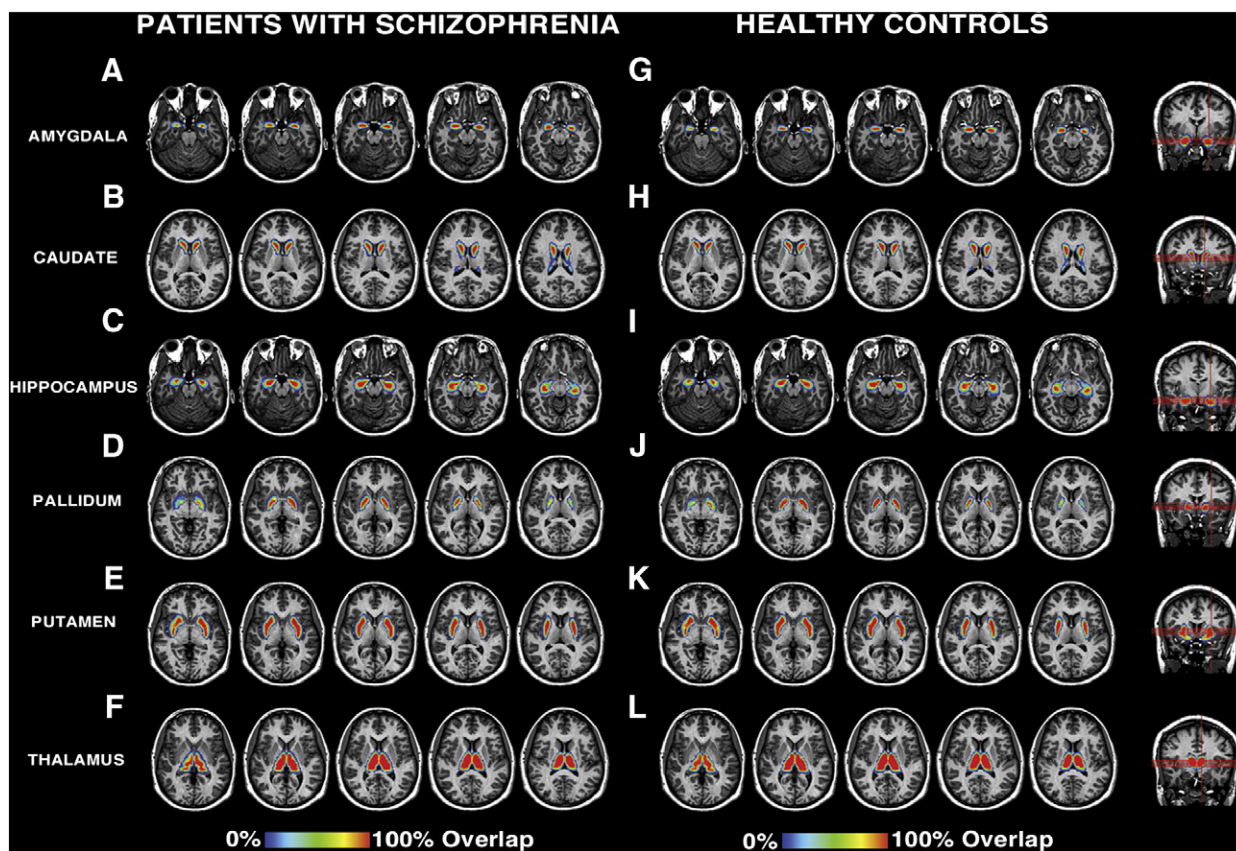 PATIENTS WITH SCHIZOPHRENIA HEALTHY CONTROLS
A G
AMYGDALA
B H
CAUDATE
C I
HIPPOCAMPUS
D J
PALLIDUM
E K
PUTAMEN
F L
THALAMUS
0% 100% Overlap 0% 100% Overlap